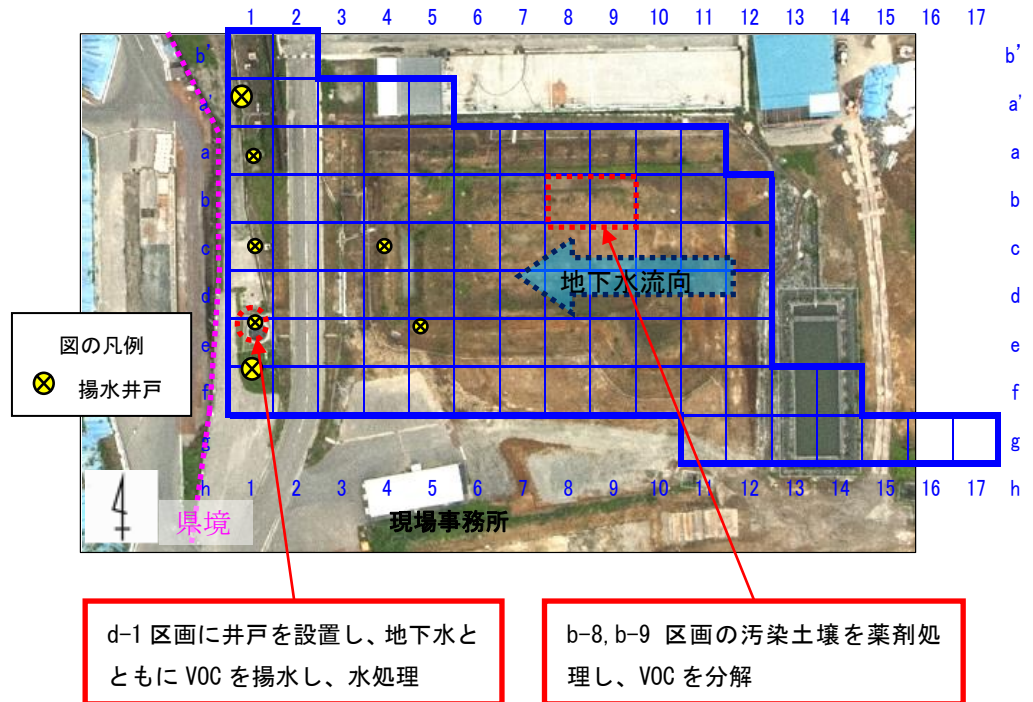 1 2 3 4 5 6 7 8 9 10 11 12 13 14 15 16 17
b' b'
a' a'
a a
b b
c c
地下水流向
d d
e e
f f
g g
h 1 2 3 4 5 6 7 8 9 10 11 12 13 14 15 16 17 h
図の凡例
揚水井戸
県境
現場事務所
d-1 区画に井戸を設置し、地下水と
ともに VOC を揚水し、水処理
b-8, b-9 区画の汚染土壌を薬剤処
理し、VOC を分解